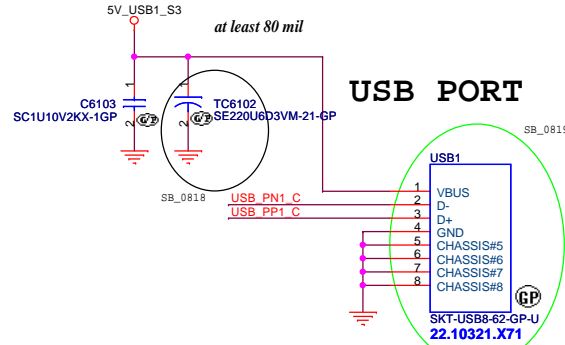 5V_USB1_S3
at least 80 mil
USB PORT
1
1
C6103
SC1U10V2KX-1GP
GP
TC6102
SE220U6D3VM-21-GP
GP
2
2
SB_0818
SB_0819
USB1
1 VBUS
USB_PN1_C 2 D-
USB_PP1_C 3 D+
4 GND
5 CHASSIS#5
6 CHASSIS#6
7 CHASSIS#7
8 CHASSIS#8
GP
SKT-USB8-62-GP-U
22.10321.X71